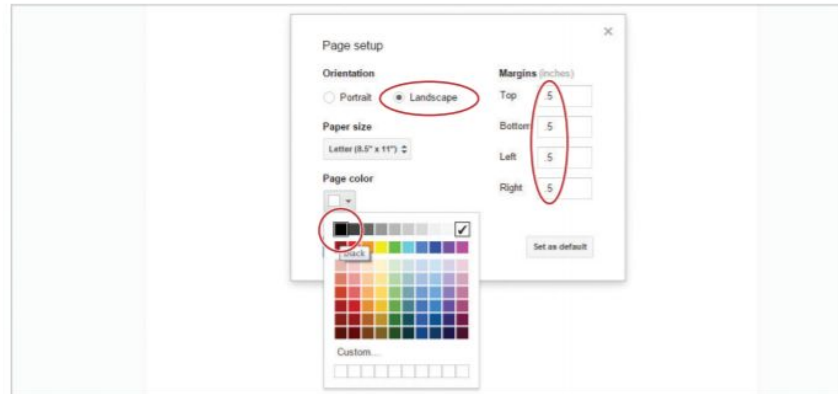 Page setup
Orientation
Portrait
Landscape
Paper size
Letter (8.5" x 11")
Page color
Black
Custom...
Margins (inches)
Top .5
Bottom .5
Left .5
Right .5
Set as default